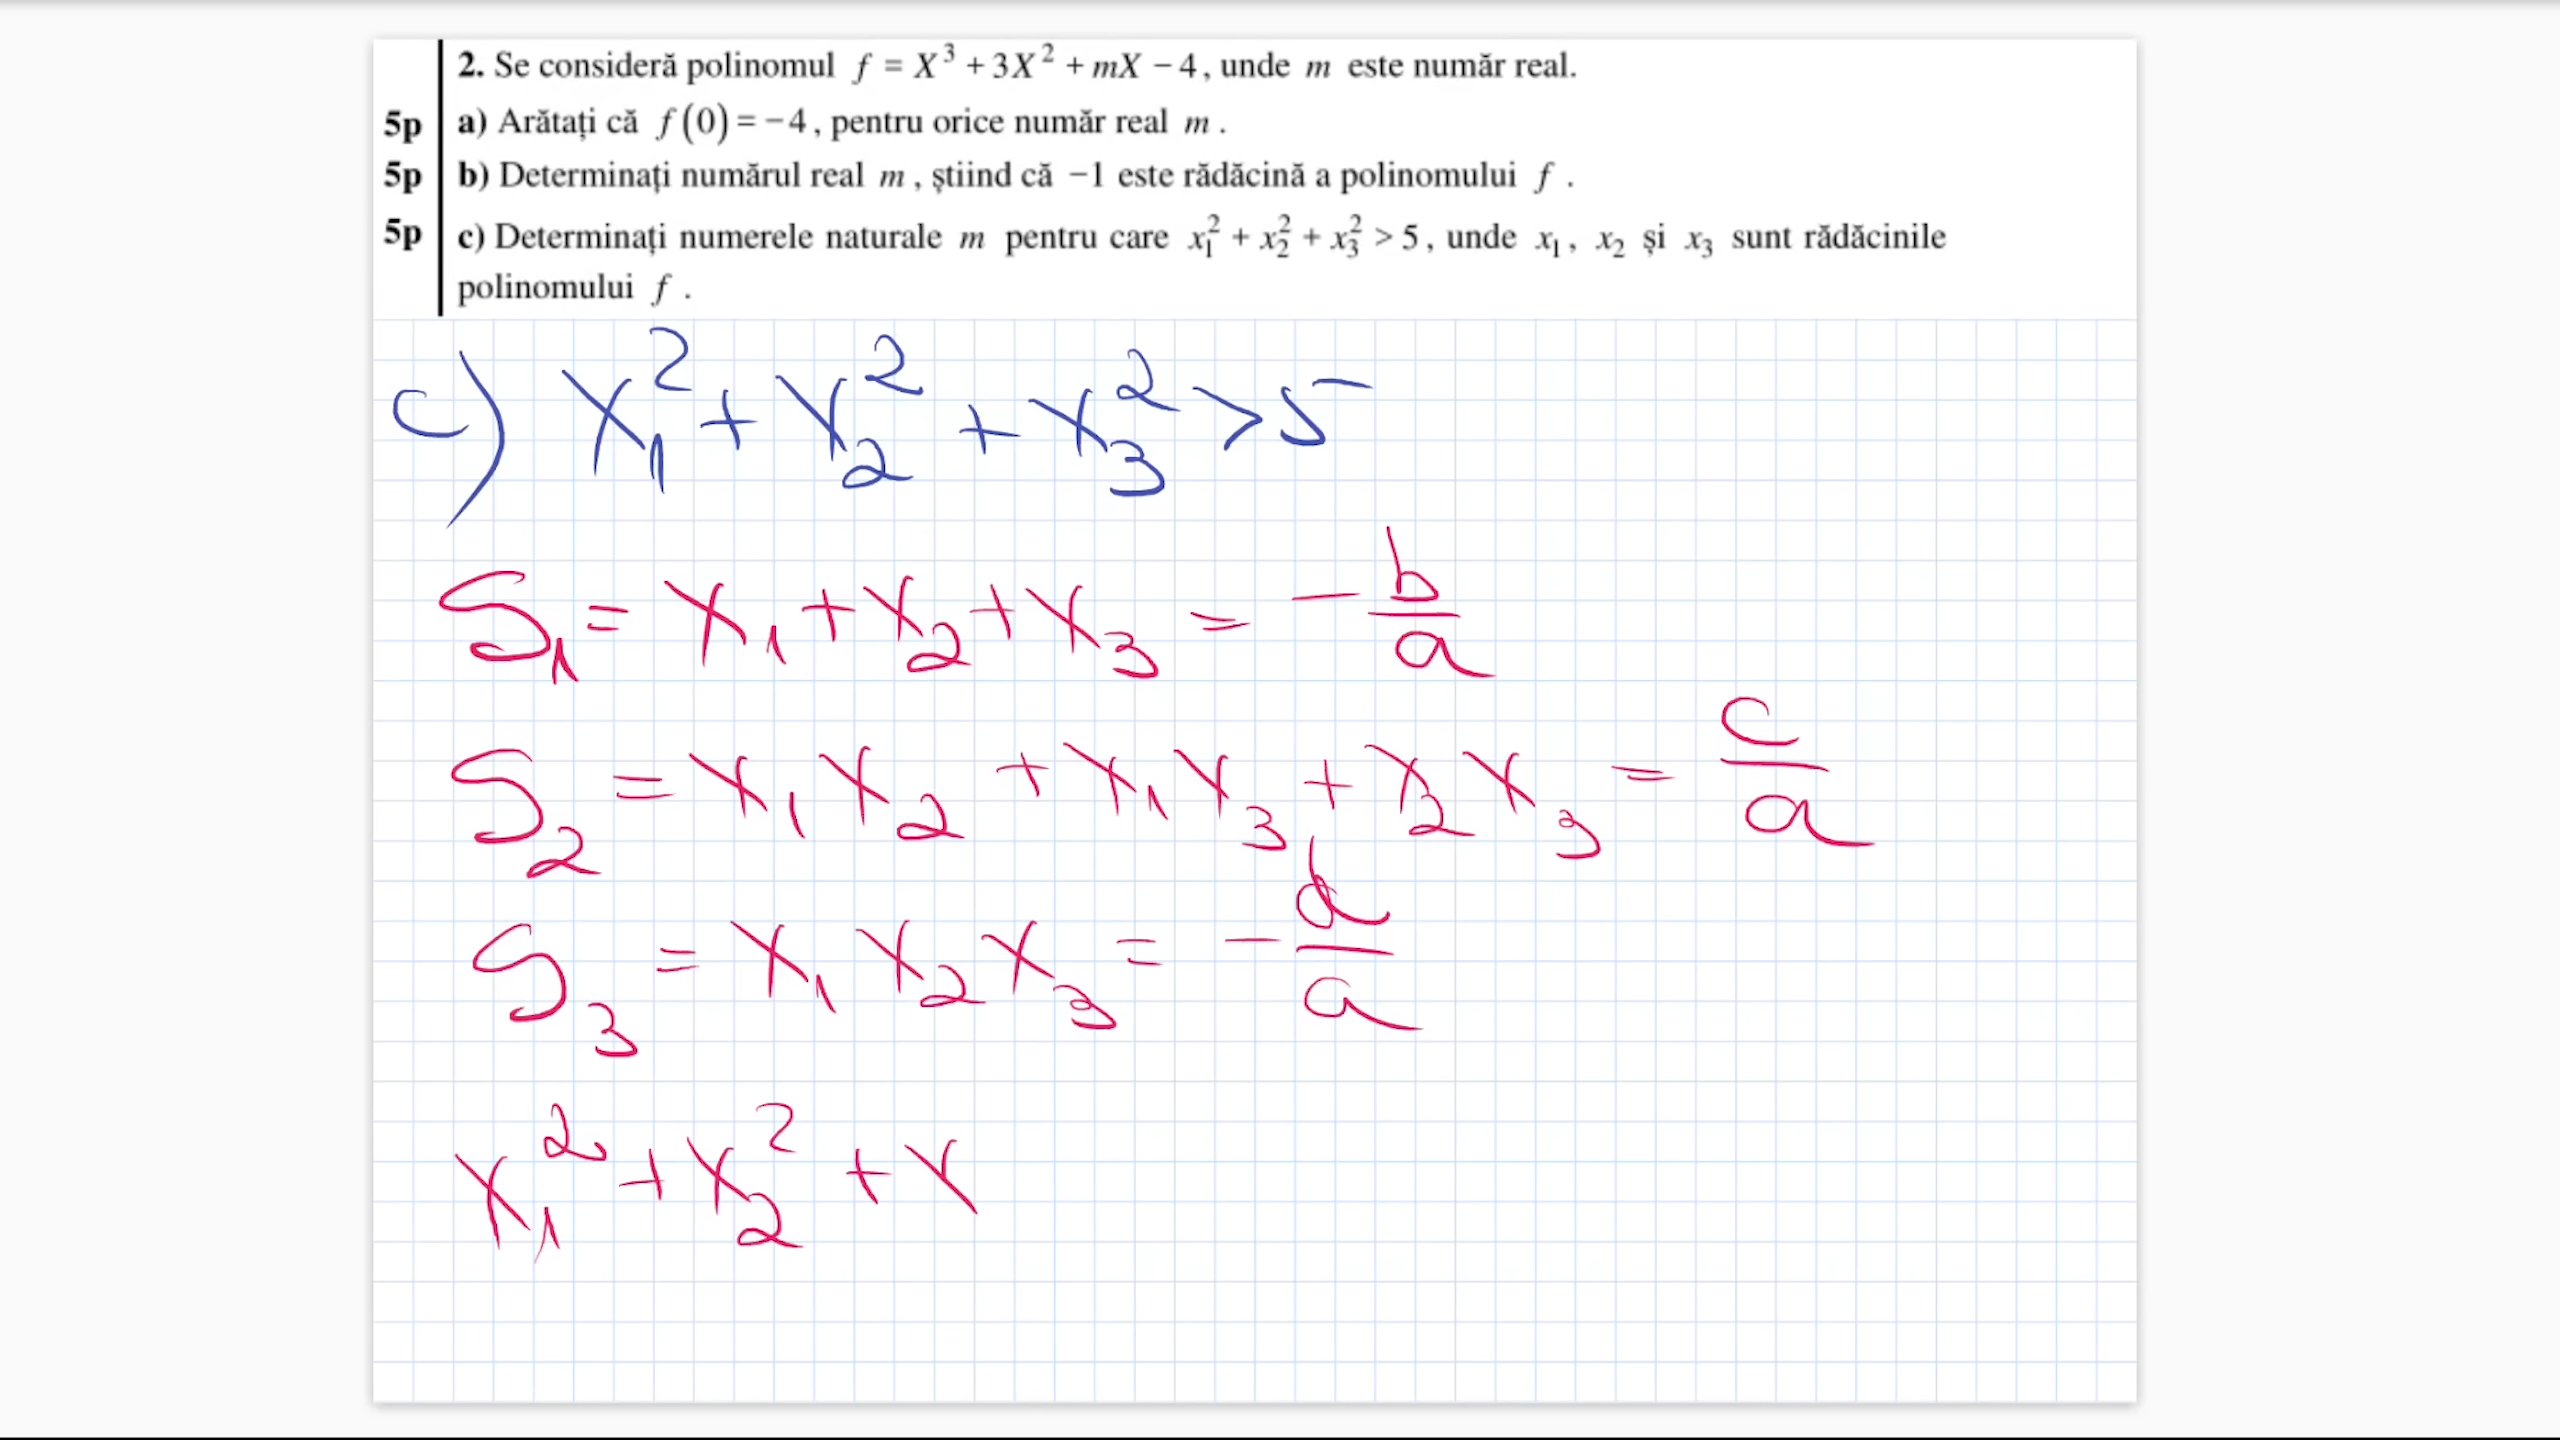 2. Se consideră polinomul f = X³ + 3X² + mX − 4, unde m este număr real.
5p a) Arătați că f(0) = −4, pentru orice număr real m.
5p b) Determinați numărul real m, știind că −1 este rădăcină a polinomului f.
5p c) Determinați numerele naturale m pentru care x₁² + x₂² + x₃² > 5, unde x₁, x₂ și x₃ sunt rădăcinile
polinomului f.
c) x₁² + x₂² + x₃² > 5
S₁ = x₁ + x₂ + x₃ = − b/a
S₂ = x₁x₂ + x₁x₃ + x₂x₃ = c/a
S₃ = x₁x₂x₃ = − d/a
x₁² + x₂² + x